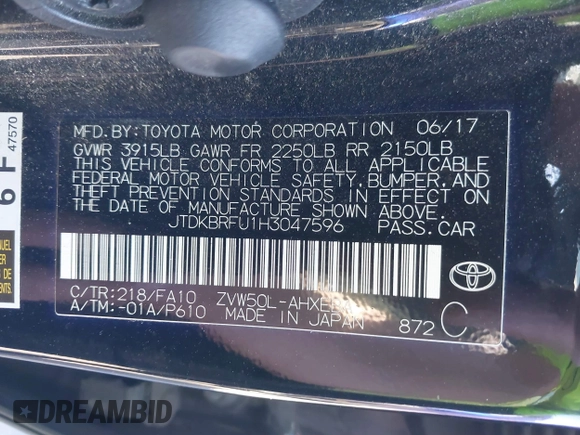 6 F 47570
MFD.BY:TOYOTA MOTOR CORPORATION 06/17
GVWR 3915LB GAWR FR 2250LB RR 2150LB
THIS VEHICLE CONFORMS TO ALL APPLICABLE
FEDERAL MOTOR VEHICLE SAFETY,BUMPER,AND
THEFT PREVENTION STANDARDS IN EFFECT ON
THE DATE OF MANUFACTURE SHOWN ABOVE.
JTDKBRFU1H3047596 PASS.CAR
C/TR:218/FA10 ZVW50L-AHXE
A/TM:-01A/P610 MADE IN JAPAN 872 C
TOYOTA
DREAMBID